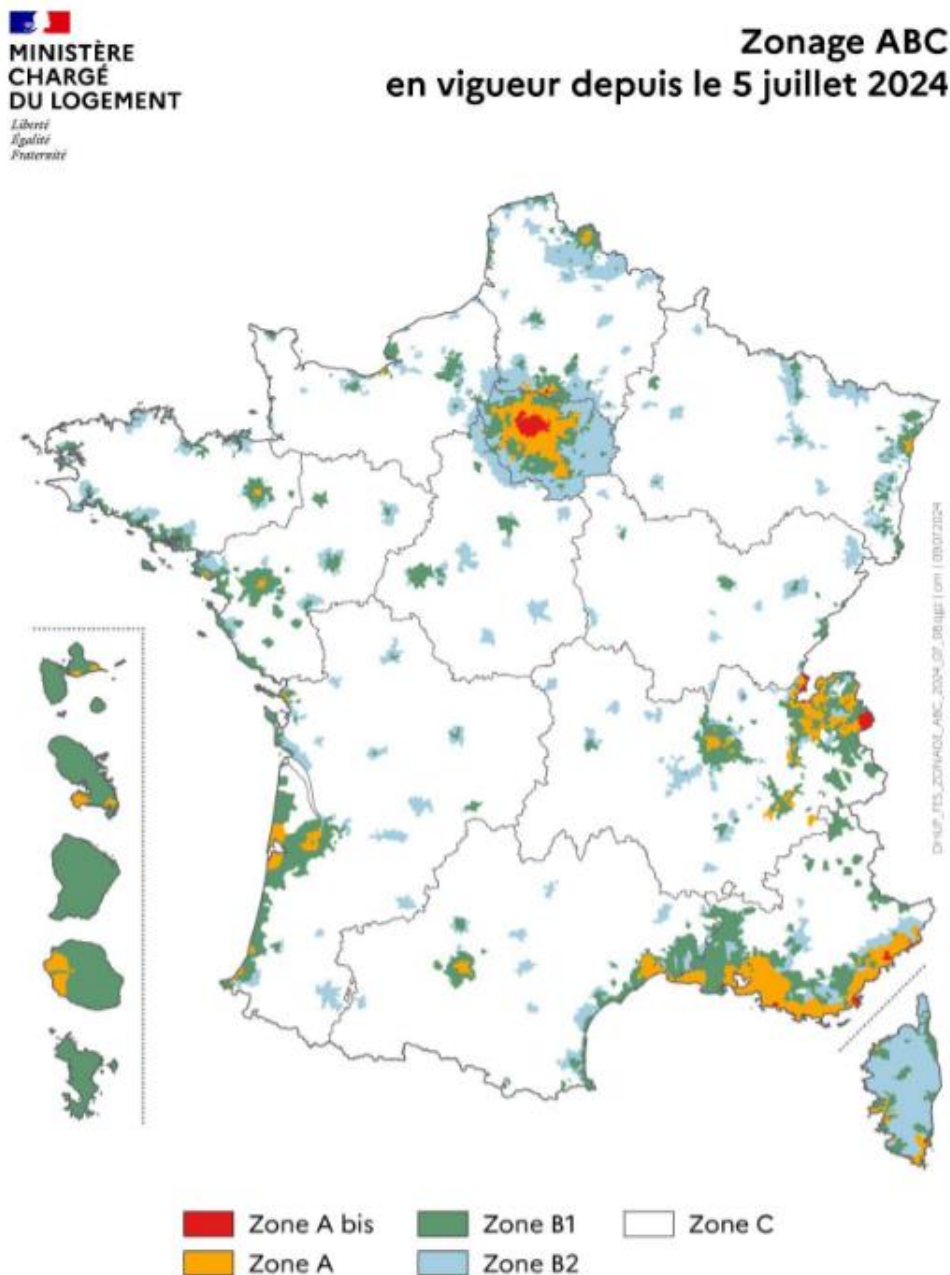 MINISTÈRE
CHARGÉ
DU LOGEMENT
Liberté
Égalité
Fraternité
Zonage ABC
en vigueur depuis le 5 juillet 2024
Zone A bis
Zone A
Zone B1
Zone B2
Zone C